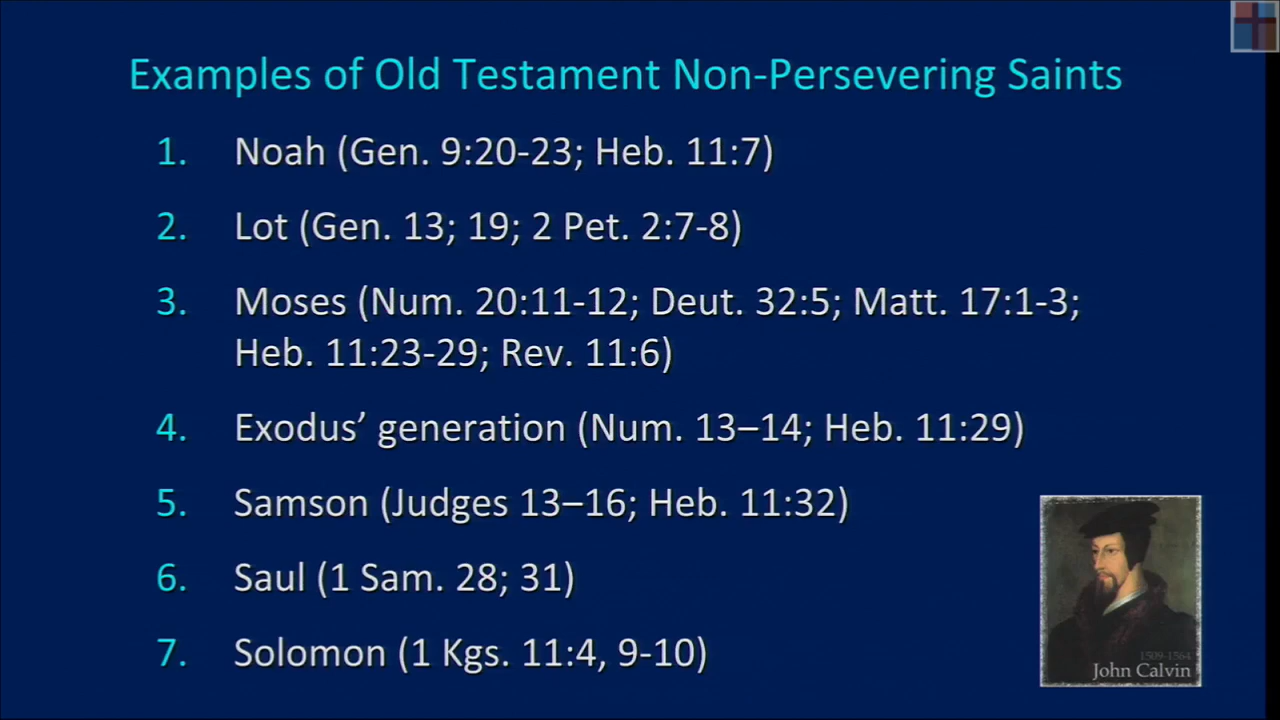 Examples of Old Testament Non-Persevering Saints
1. Noah (Gen. 9:20-23; Heb. 11:7)
2. Lot (Gen. 13; 19; 2 Pet. 2:7-8)
3. Moses (Num. 20:11-12; Deut. 32:5; Matt. 17:1-3;
Heb. 11:23-29; Rev. 11:6)
4. Exodus’ generation (Num. 13–14; Heb. 11:29)
5. Samson (Judges 13–16; Heb. 11:32)
6. Saul (1 Sam. 28; 31)
7. Solomon (1 Kgs. 11:4, 9-10)
1509-1564
John Calvin